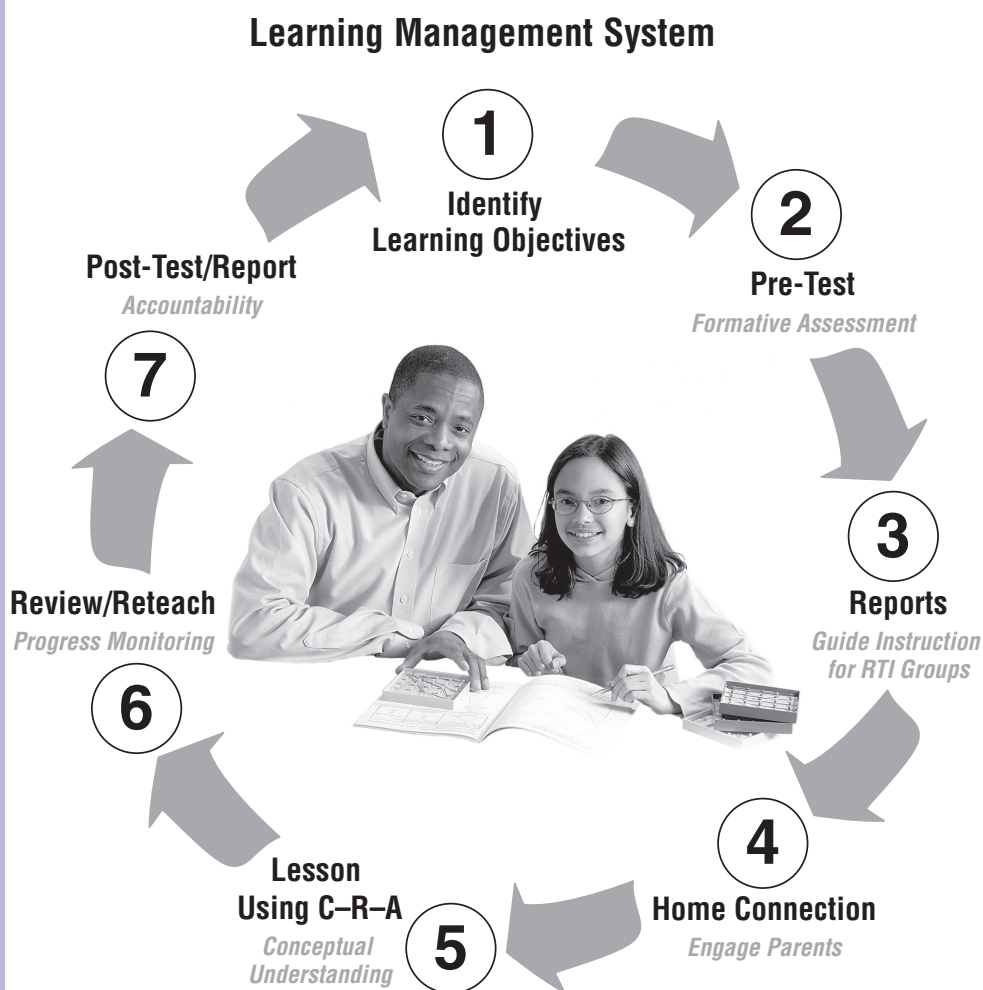 Learning Management System
1
Identify
Learning Objectives
2
Pre-Test
Formative Assessment
3
Reports
Guide Instruction
for RTI Groups
4
Home Connection
Engage Parents
5
Lesson
Using C–R–A
Conceptual
Understanding
6
Review/Reteach
Progress Monitoring
7
Post-Test/Report
Accountability